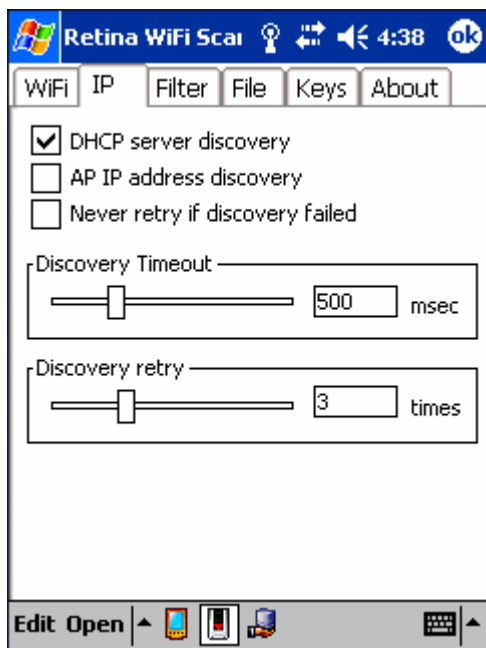 Retina WiFi Scar 4:38 ok
WiFi IP Filter File Keys About
DHCP server discovery
AP IP address discovery
Never retry if discovery failed
Discovery Timeout
500 msec
Discovery retry
3 times
Edit Open